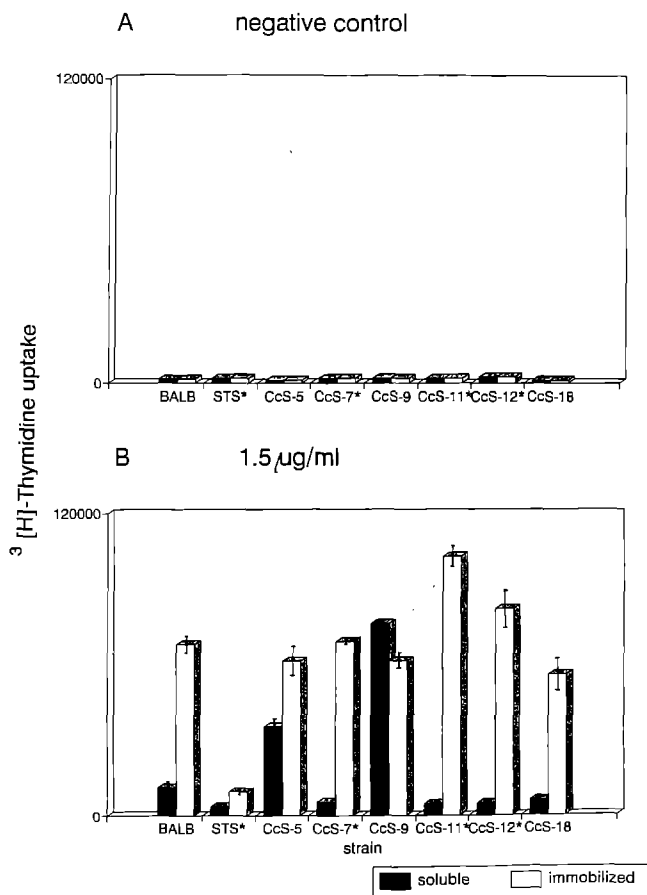 A negative control
120000
0
BALB STS* CcS-5 CcS-7* CcS-9 CcS-11* CcS-12* CcS-18
³ [H]-Thymidine uptake
B 1.5 µg/ml
120000
0
BALB STS* CcS-5 CcS-7* CcS-9 CcS-11* CcS-12* CcS-18
strain
soluble immobilized